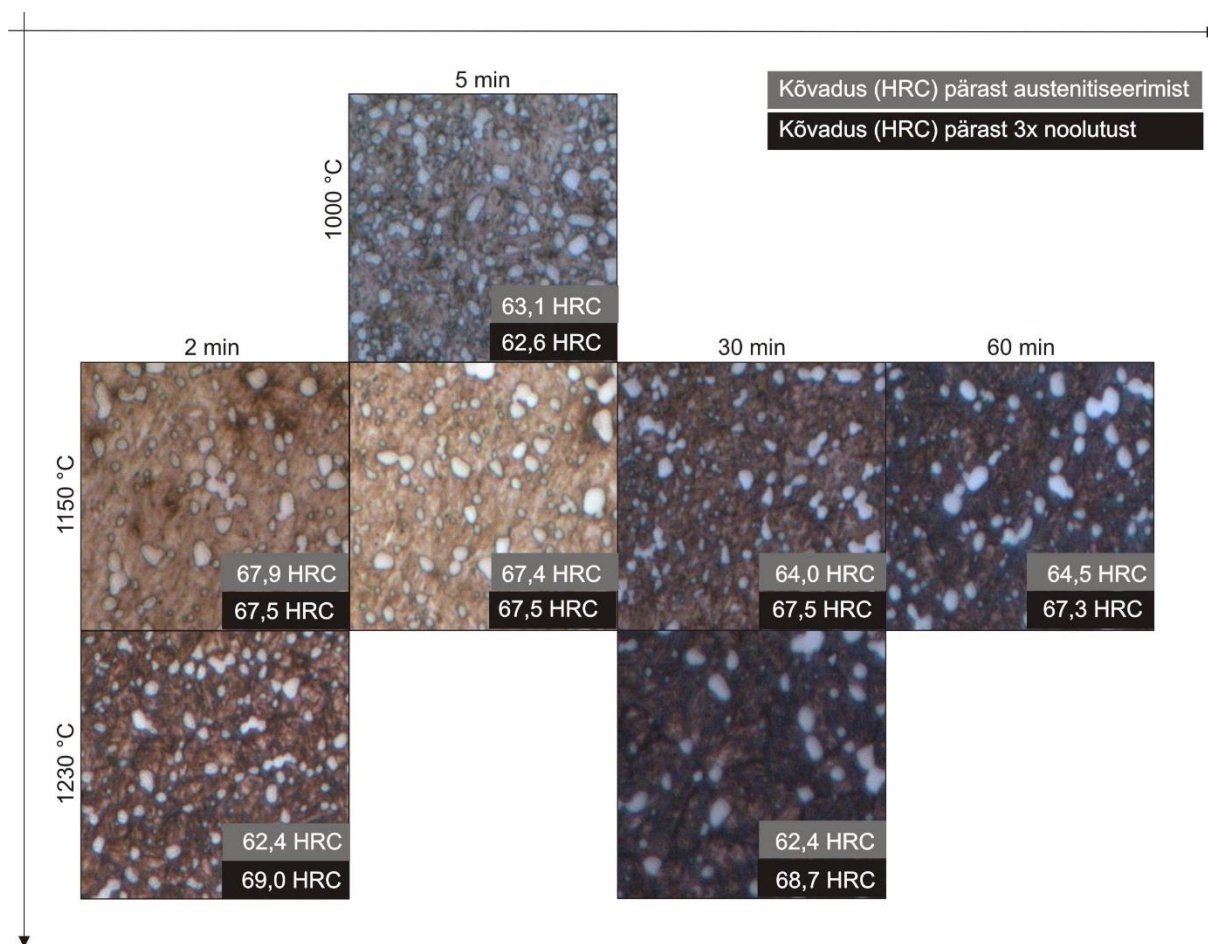 5 min
Kõvadus (HRC) pärast austenitiseerimist
Kõvadus (HRC) pärast 3x noolutust
1000 °C
63,1 HRC
62,6 HRC
2 min
30 min
60 min
1150 °C
67,9 HRC
67,5 HRC
67,4 HRC
67,5 HRC
64,0 HRC
67,5 HRC
64,5 HRC
67,3 HRC
1230 °C
62,4 HRC
69,0 HRC
62,4 HRC
68,7 HRC